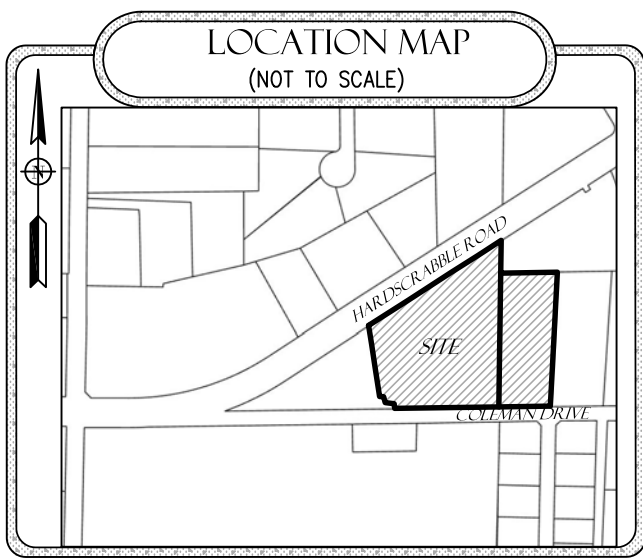 LOCATION MAP
(NOT TO SCALE)
N
HARDSCRABBLE ROAD
SITE
COLEMAN DRIVE